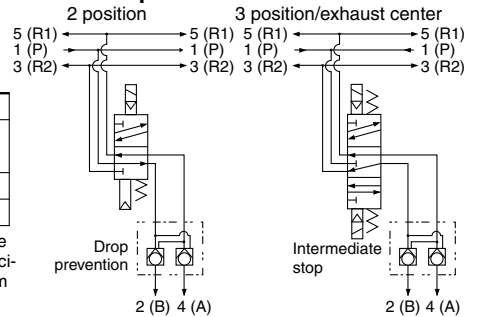 2 position
3 position/exhaust center
5 (R1) 5 (R1) 5 (R1) 5 (R1)
1 (P) 1 (P) 1 (P) 1 (P)
3 (R2) 3 (R2) 3 (R2) 3 (R2)
Drop
prevention
Intermediate
stop
2 (B) 4 (A)
2 (B) 4 (A)